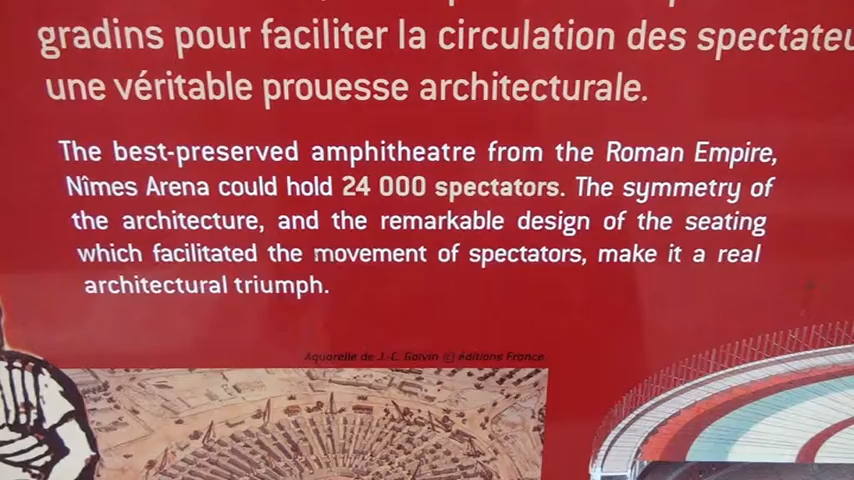 gradins pour faciliter la circulation des spectateu
une véritable prouesse architecturale.
The best-preserved amphitheatre from the Roman Empire,
Nîmes Arena could hold 24 000 spectators. The symmetry of
the architecture, and the remarkable design of the seating
which facilitated the movement of spectators, make it a real
architectural triumph.
Aquarelle de J.-C. Golvin © éditions France